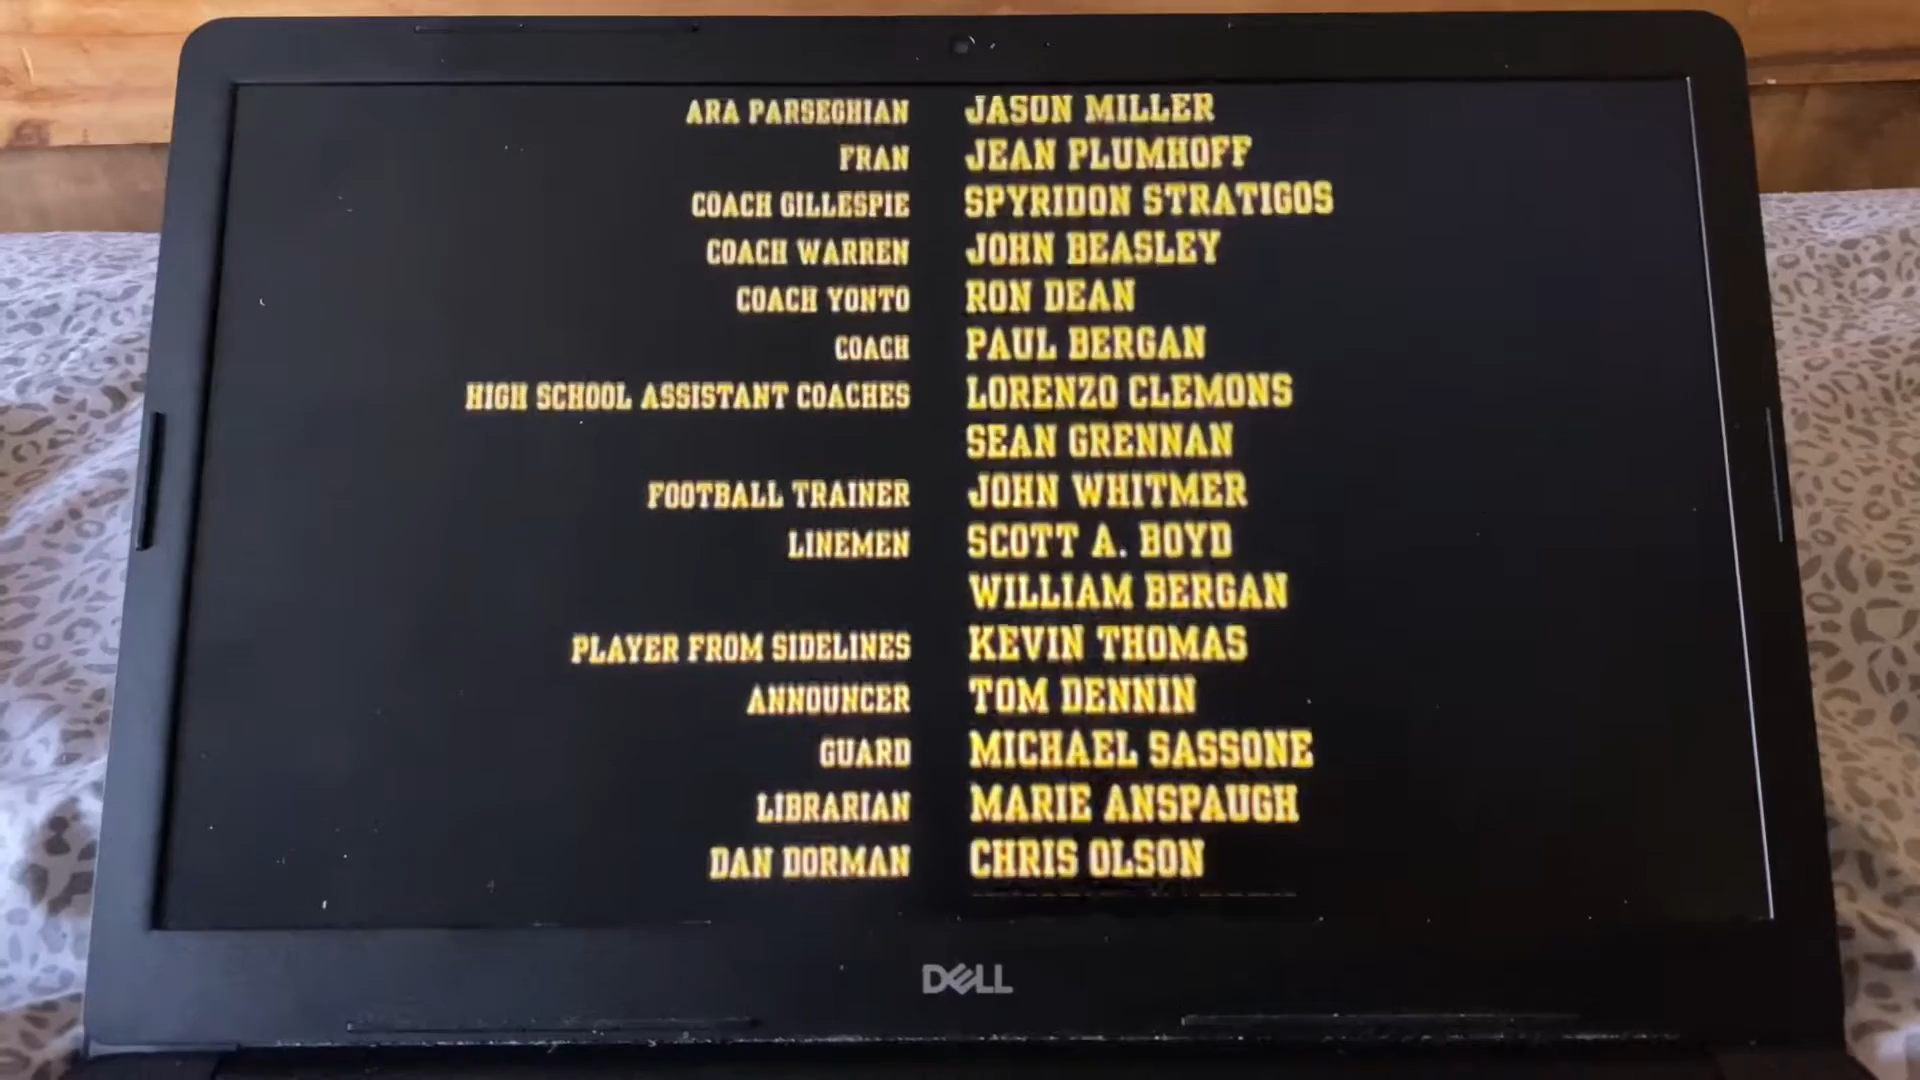 ARA PARSEGHIAN JASON MILLER
FRAN JEAN PLUMHOFF
COACH GILLESPIE SPYRIDON STRATIGOS
COACH WARREN JOHN BEASLEY
COACH YONTO RON DEAN
COACH PAUL BERGAN
HIGH SCHOOL ASSISTANT COACHES LORENZO CLEMONS
SEAN GRENNAN
FOOTBALL TRAINER JOHN WHITMER
LINEMEN SCOTT A. BOYD
WILLIAM BERGAN
PLAYER FROM SIDELINES KEVIN THOMAS
ANNOUNCER TOM DENNIN
GUARD MICHAEL SASSONE
LIBRARIAN MARIE ANSPAUGH
DAN DORMAN CHRIS OLSON
DELL